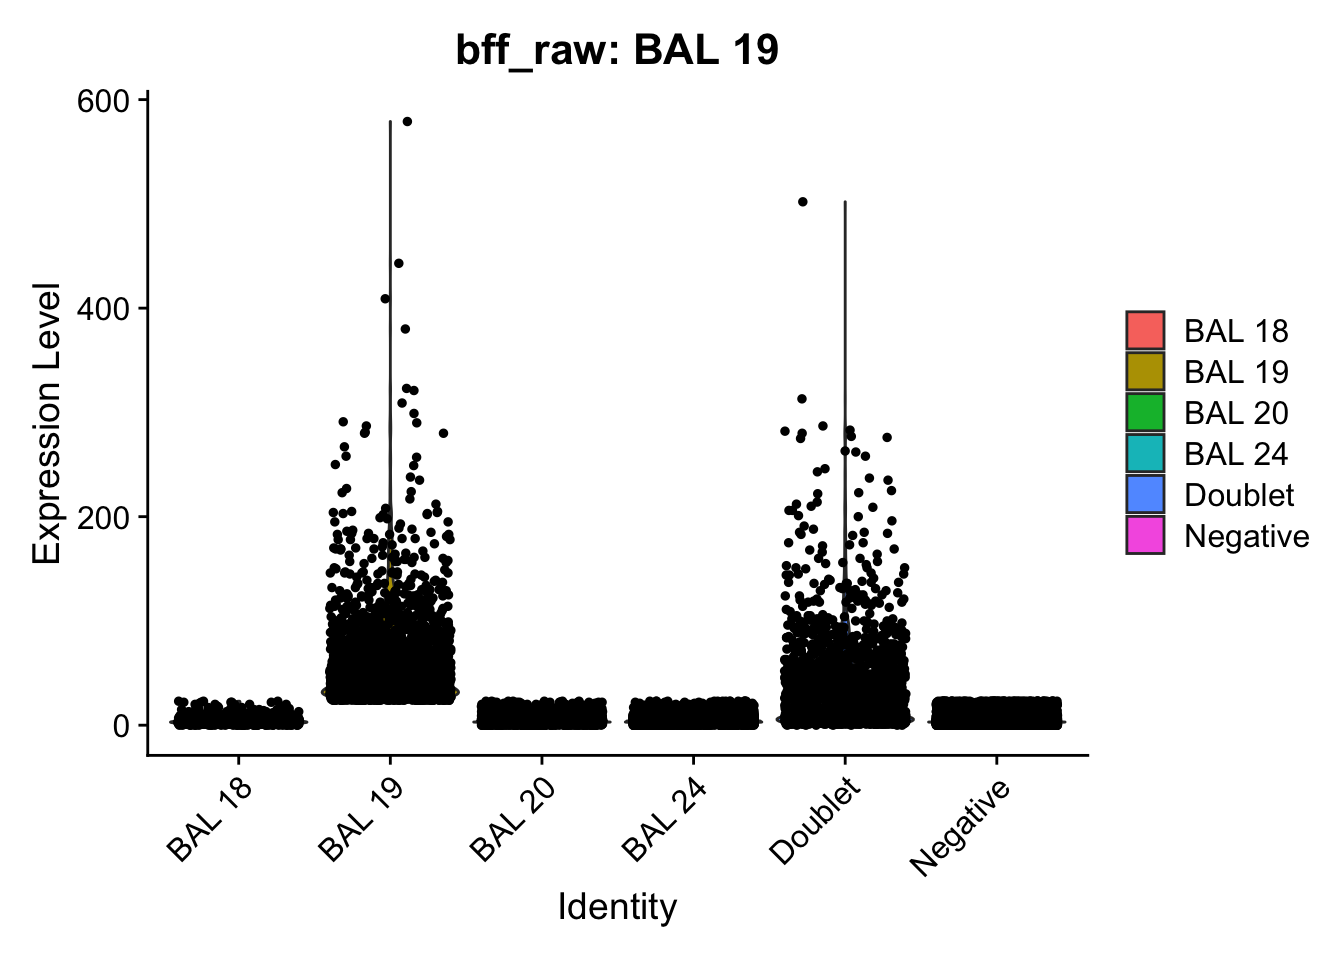 bff_raw: BAL 19
Expression Level
600
400
200
0
BAL 18
BAL 19
BAL 20
BAL 24
Doublet
Negative
Identity
BAL 18
BAL 19
BAL 20
BAL 24
Doublet
Negative